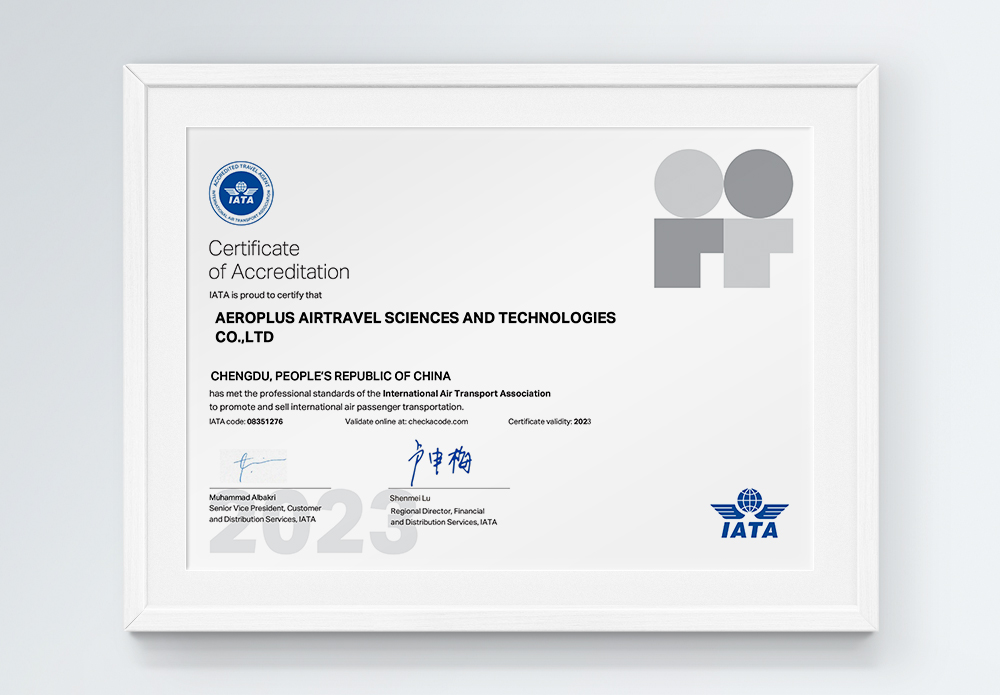 ACCREDITED TRAVEL AGENT
IATA
INTERNATIONAL AIR TRANSPORT ASSOCIATION
Certificate
of Accreditation
IATA is proud to certify that
AEROPLUS AIRTRAVEL SCIENCES AND TECHNOLOGIES
CO.,LTD
CHENGDU, PEOPLE'S REPUBLIC OF CHINA
has met the professional standards of the International Air Transport Association
to promote and sell international air passenger transportation.
IATA code: 08351276 Validate online at: checkacode.com Certificate validity: 2023
卢申梅
Muhammad Albakri
Senior Vice President, Customer
and Distribution Services, IATA
Shenmei Lu
Regional Director, Financial
and Distribution Services, IATA
2023
IATA